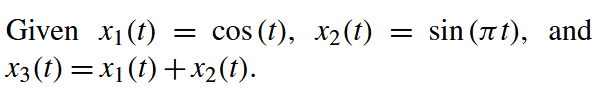 Given x₁(t) = cos(t), x₂(t) = sin(πt), and
x₃(t) = x₁(t) + x₂(t).